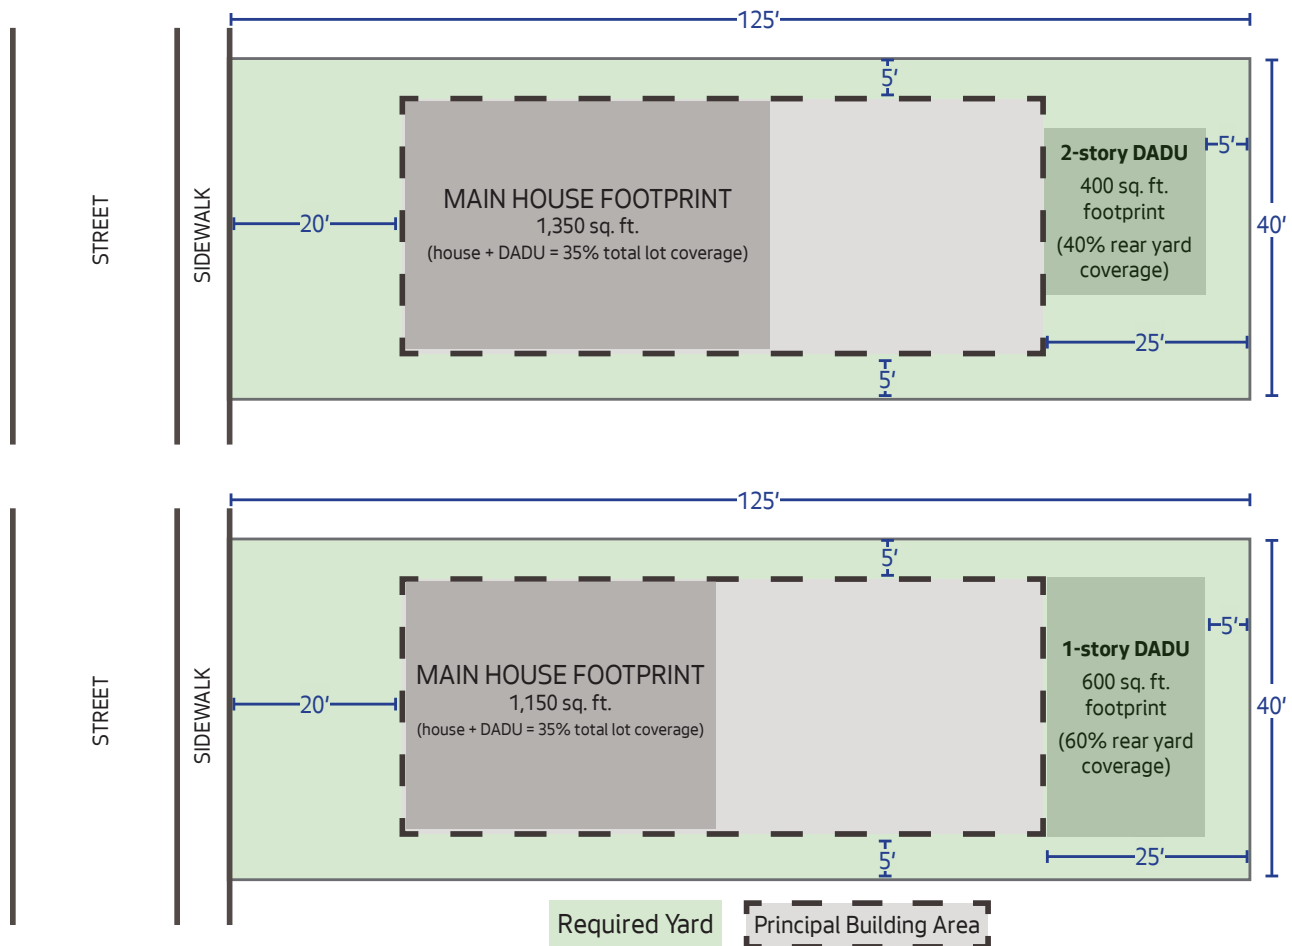 125'
5'
2-story DADU
5'
400 sq. ft.
footprint
(40% rear yard
coverage)
STREET
SIDEWALK
20'
MAIN HOUSE FOOTPRINT
1,350 sq. ft.
(house + DADU = 35% total lot coverage)
40'
25'
5'
125'
5'
5'
1-story DADU
600 sq. ft.
footprint
(60% rear yard
coverage)
STREET
SIDEWALK
20'
MAIN HOUSE FOOTPRINT
1,150 sq. ft.
(house + DADU = 35% total lot coverage)
40'
25'
5'
Required Yard
Principal Building Area